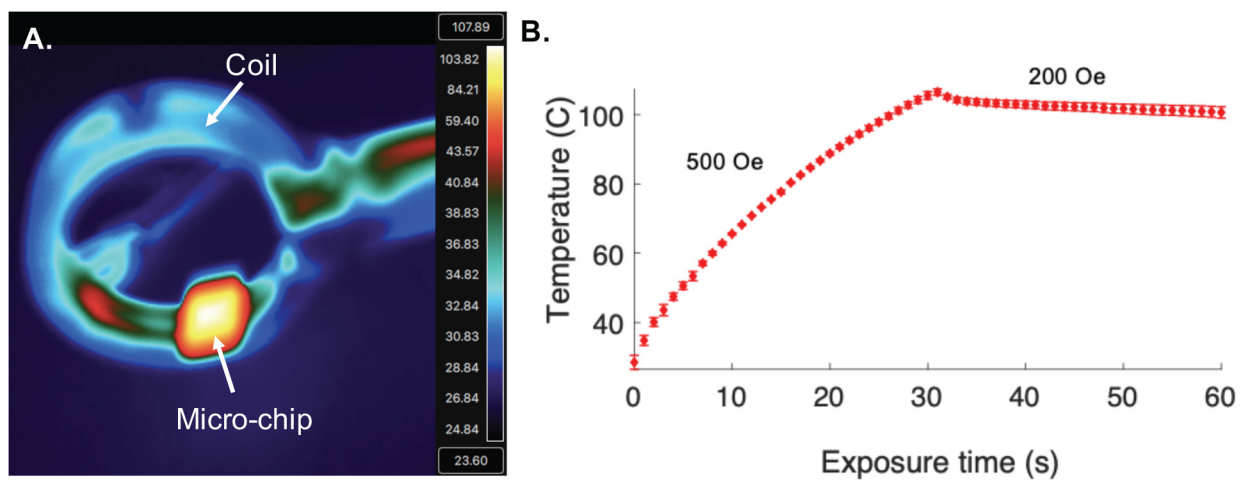 A.
Coil
Micro-chip
107.89
103.82
84.21
59.40
43.57
40.84
38.83
36.83
34.82
32.84
30.83
28.84
26.84
24.84
23.60
B.
500 Oe
200 Oe
Temperature (C)
100
80
60
40
0 10 20 30 40 50 60
Exposure time (s)